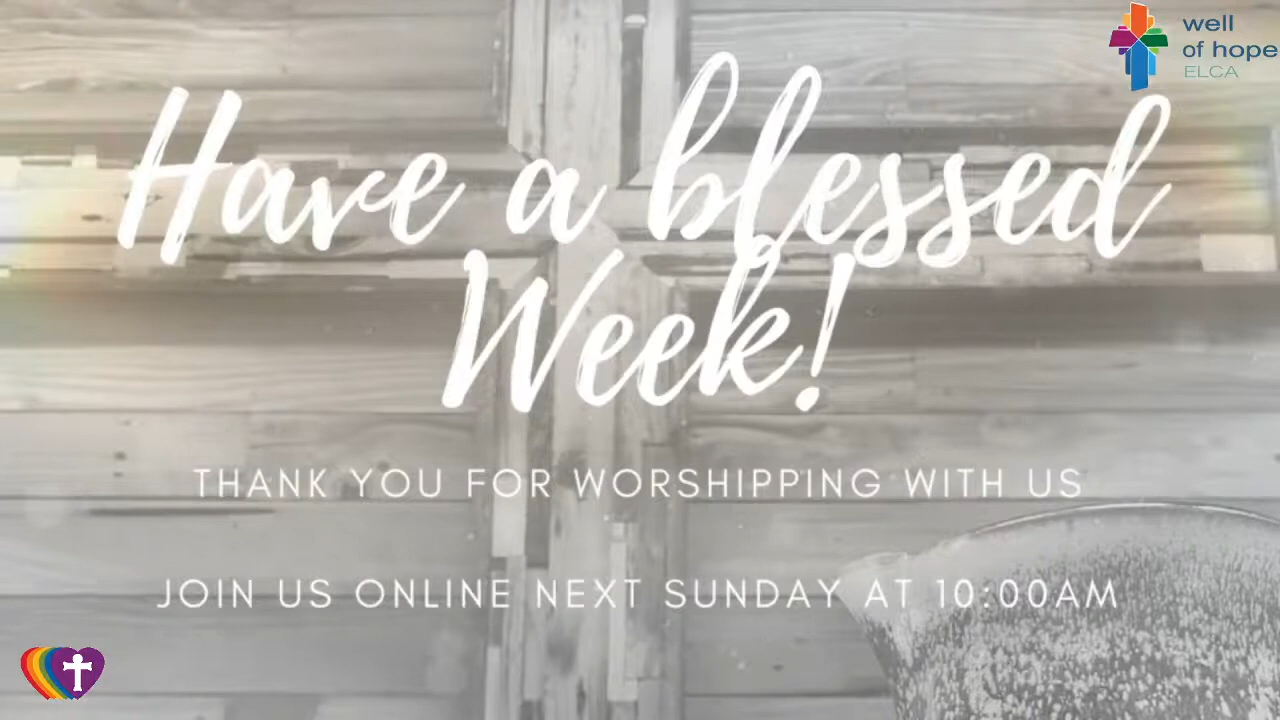 well
of hope
ELCA
Have a blessed
Week!
THANK YOU FOR WORSHIPPING WITH US
JOIN US ONLINE NEXT SUNDAY AT 10:00AM